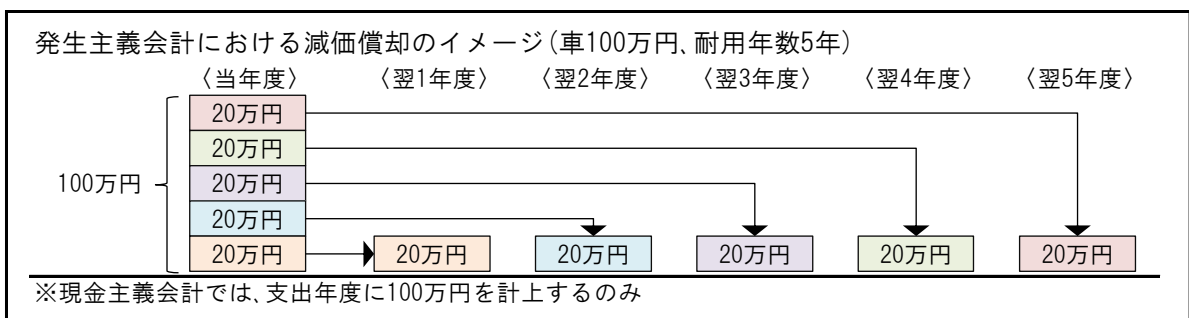 発生主義会計における減価償却のイメージ(車100万円、耐用年数5年)
〈当年度〉 〈翌1年度〉 〈翌2年度〉 〈翌3年度〉 〈翌4年度〉 〈翌5年度〉
20万円
20万円
100万円 20万円
20万円
20万円 20万円 20万円 20万円 20万円 20万円
※現金主義会計では、支出年度に100万円を計上するのみ